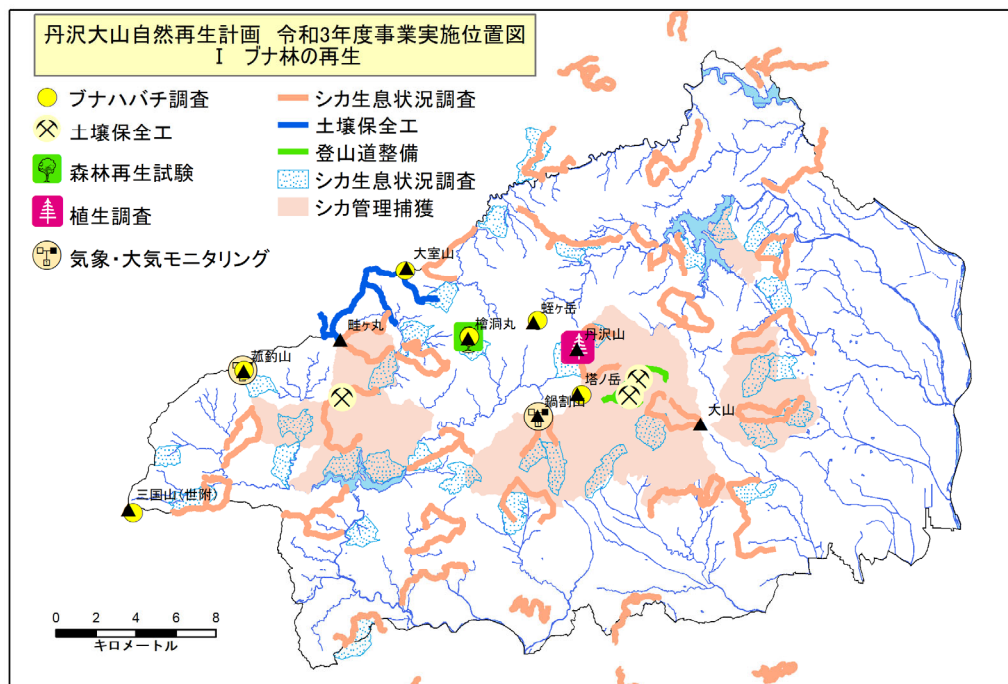 丹沢大山自然再生計画 令和3年度事業実施位置図
Ⅰ ブナ林の再生
ブナハバチ調査
土壌保全工
森林再生試験
植生調査
気象・大気モニタリング
シカ生息状況調査
土壌保全工
登山道整備
シカ生息状況調査
シカ管理捕獲
大室山
畦ヶ丸
檜洞丸
蛭ヶ岳
丹沢山
菰釣山
塔ノ岳
鍋割山
大山
三国山(世附)
0 2 4 6 8
キロメートル